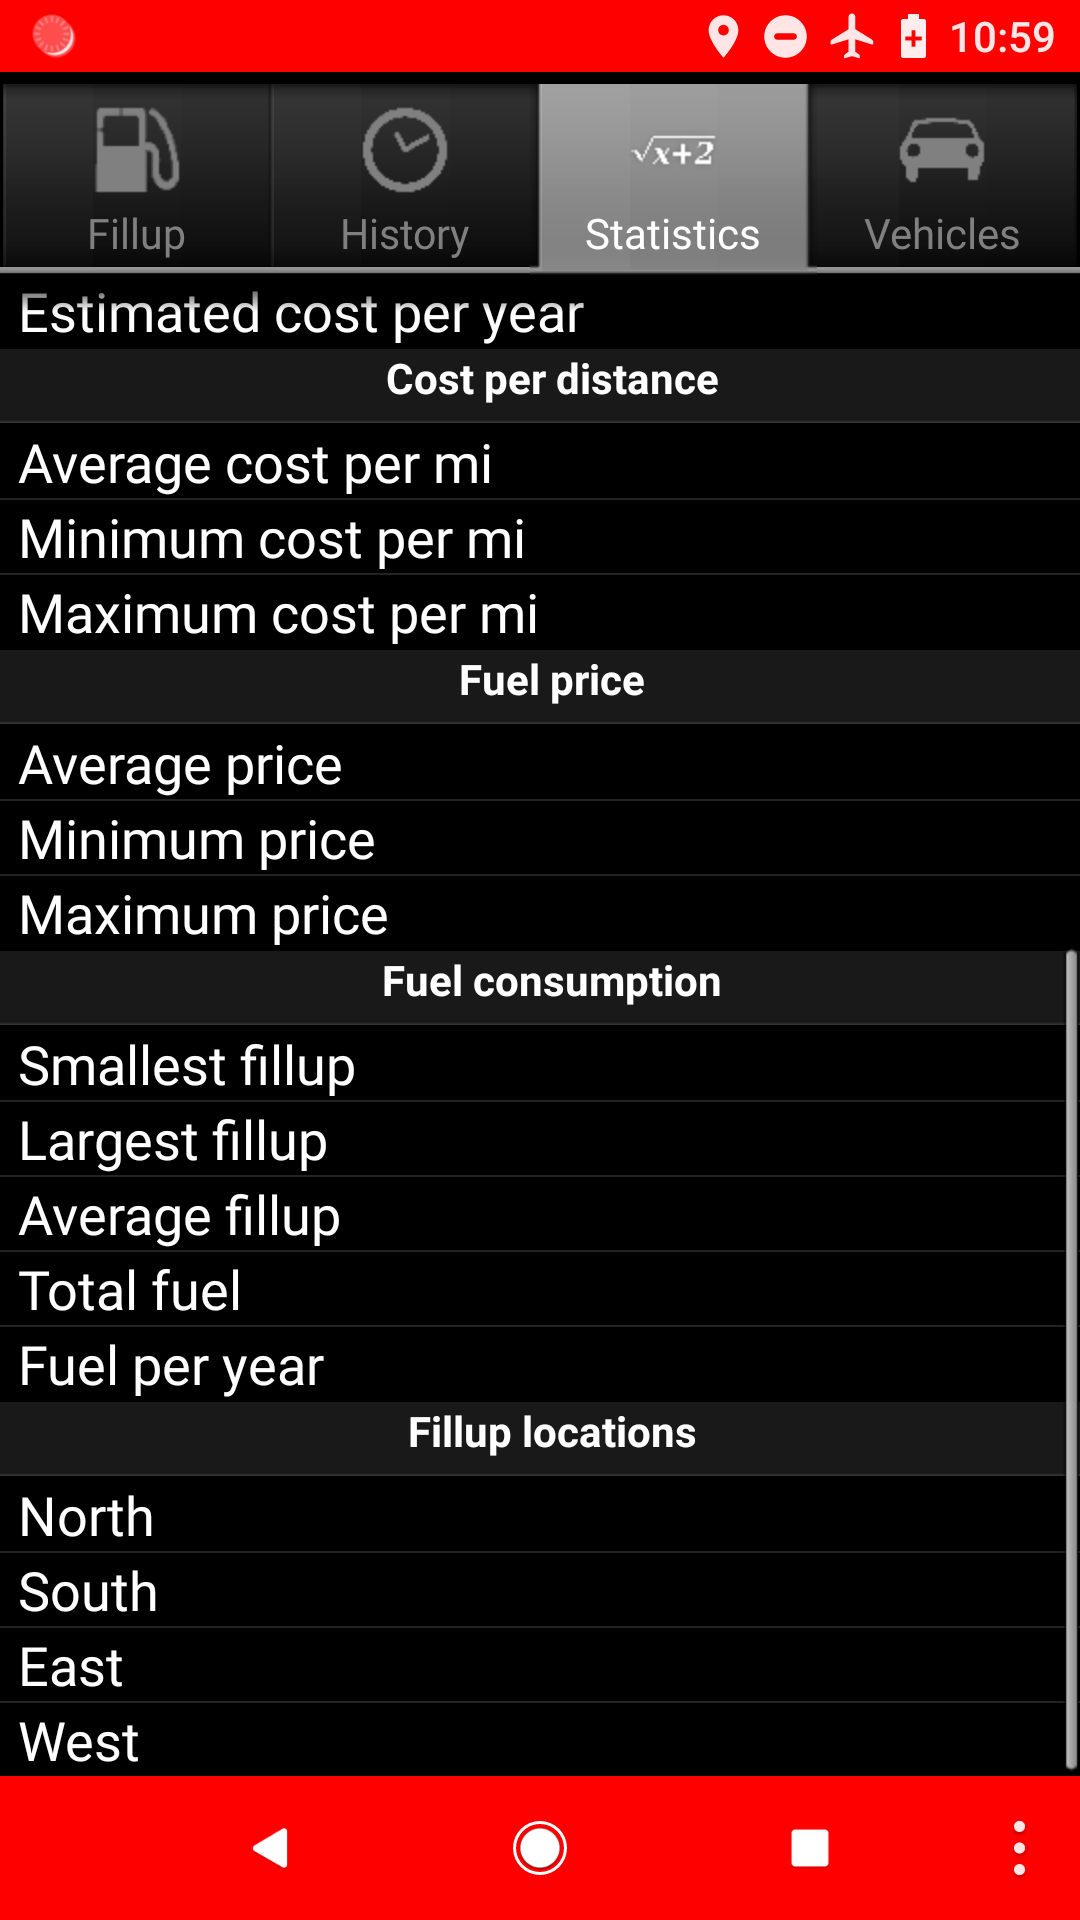 10:59
Fillup
History
√x+2
Statistics
Vehicles
Estimated cost per year
Cost per distance
Average cost per mi
Minimum cost per mi
Maximum cost per mi
Fuel price
Average price
Minimum price
Maximum price
Fuel consumption
Smallest fillup
Largest fillup
Average fillup
Total fuel
Fuel per year
Fillup locations
North
South
East
West